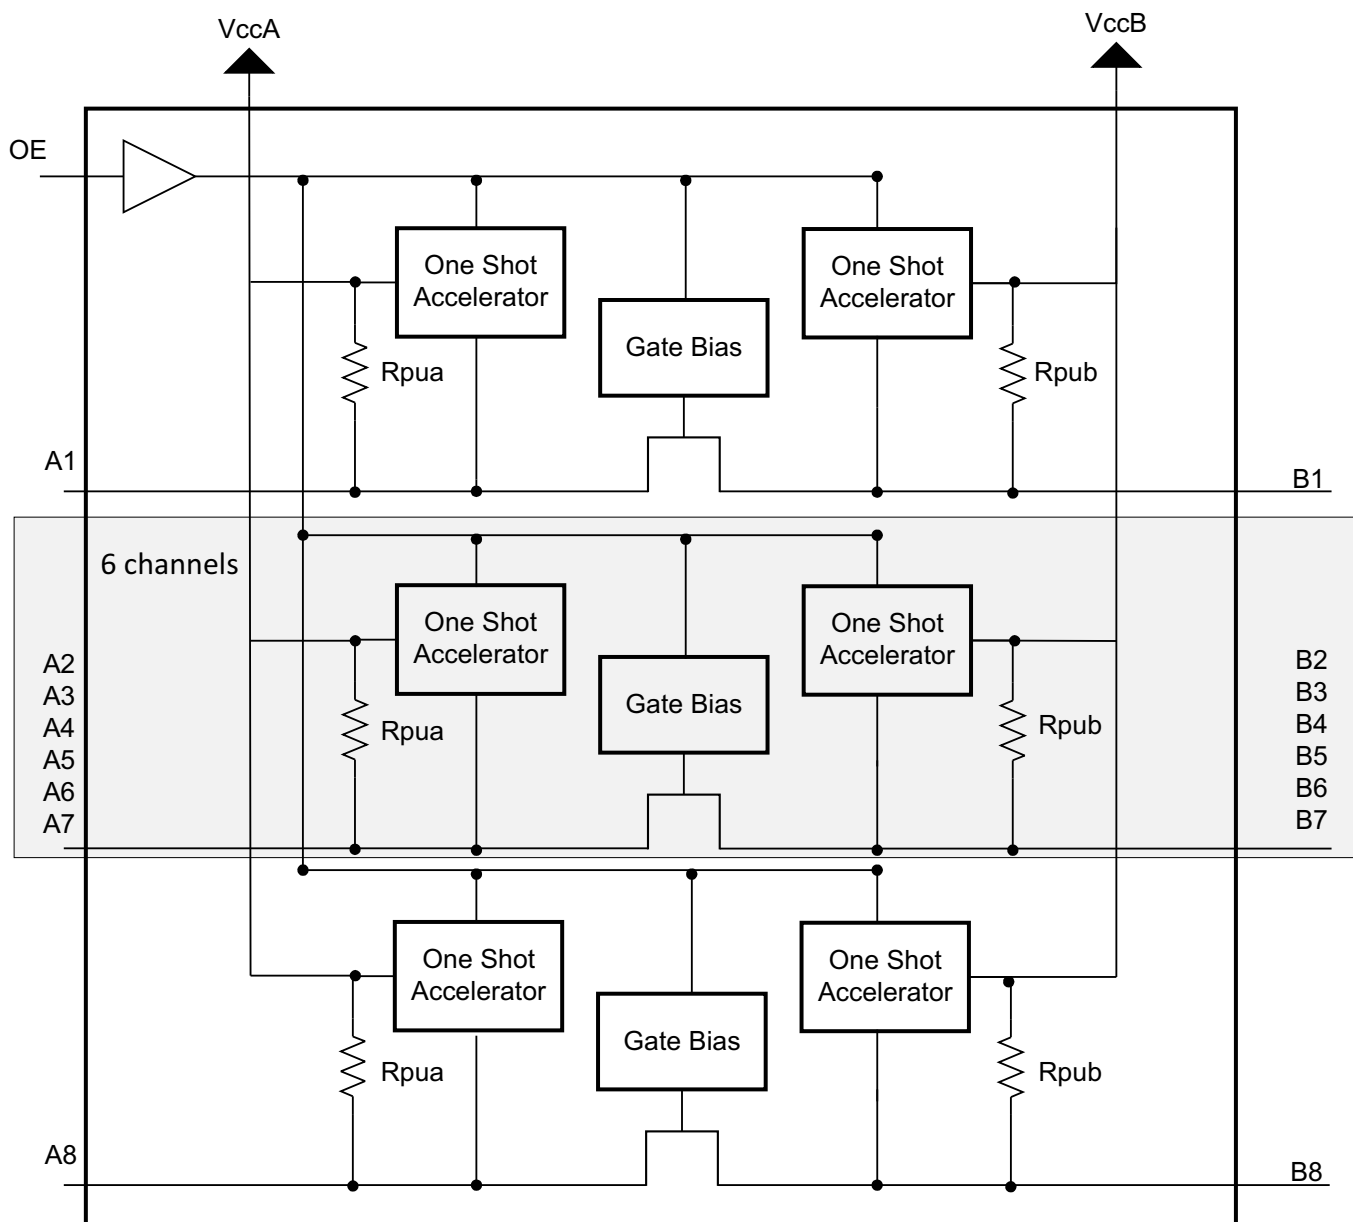 VccA
VccB
OE
One Shot
Accelerator
One Shot
Accelerator
Gate Bias
Rpua
Rpub
A1
B1
6 channels
One Shot
Accelerator
One Shot
Accelerator
Gate Bias
Rpua
Rpub
A2
A3
A4
A5
A6
A7
B2
B3
B4
B5
B6
B7
One Shot
Accelerator
One Shot
Accelerator
Gate Bias
Rpua
Rpub
A8
B8